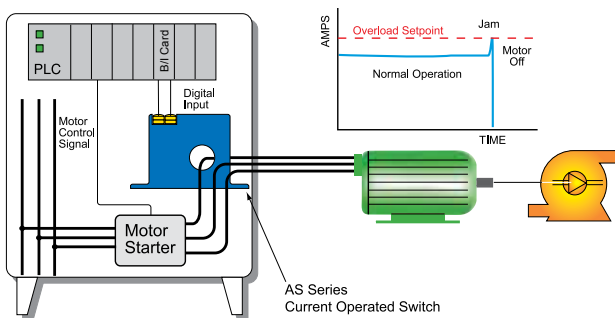 PLC
B/I Card
Digital
Input
Motor
Control
Signal
Motor
Starter
AS Series
Current Operated Switch
AMPS
Overload Setpoint
Jam
Motor
Off
Normal Operation
TIME